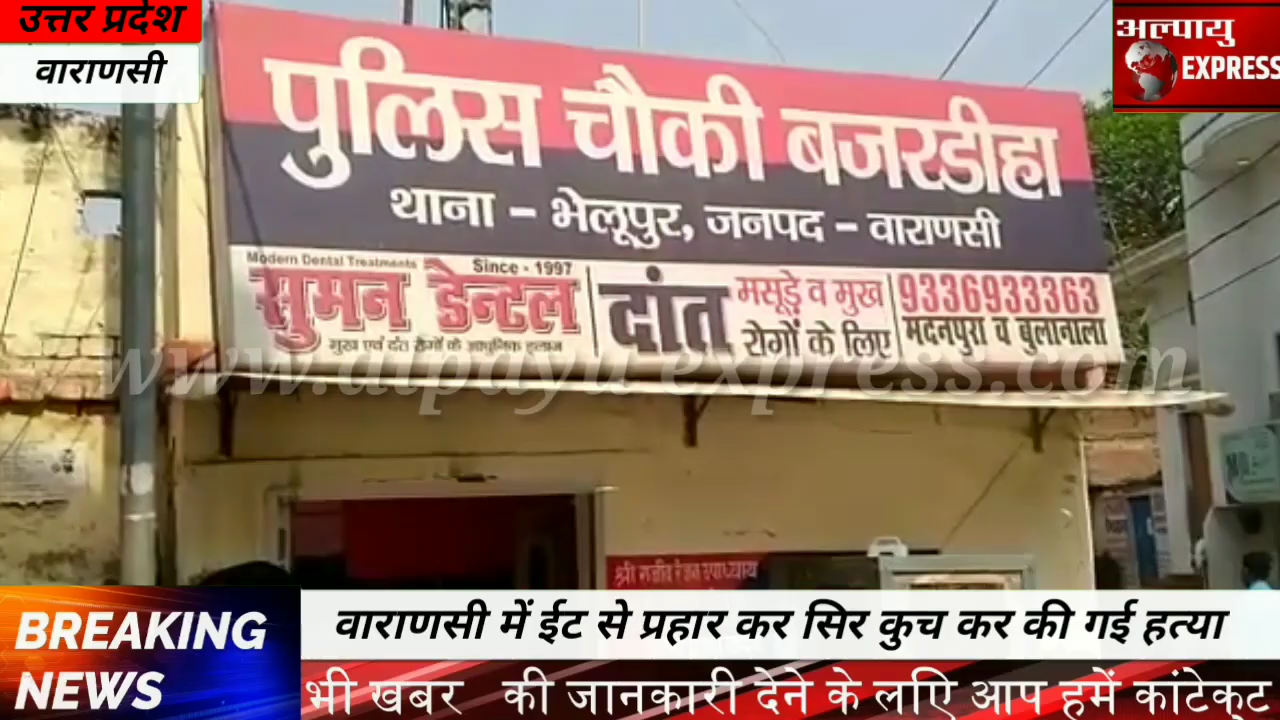 उत्तर प्रदेश
वाराणसी
अल्पायु
EXPRESS
पुलिस चौकी बजरडीहा
थाना - भेलूपुर, जनपद - वाराणसी
Modern Dental Treatments Since - 1997
सुमन डेन्टल
मुख एवं दंत रोगों के आधुनिक इलाज
दांत
मसूड़े व मुख
रोगों के लिए
9336933363
मदनपुरा व बुलानाला
www.alpayuexpress.com
श्री
BREAKING
NEWS
वाराणसी में ईट से प्रहार कर सिर कुच कर की गई हत्या
भी खबर की जानकारी देने के लिए आप हमें कांटेकट